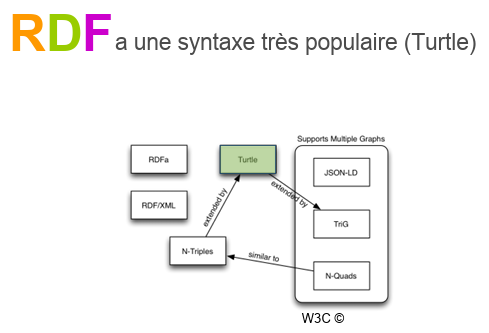 RDF a une syntaxe très populaire (Turtle)
Supports Multiple Graphs
RDFa
Turtle
JSON-LD
extended by
extended by
RDF/XML
TriG
N-Triples
similar to
N-Quads
W3C ©